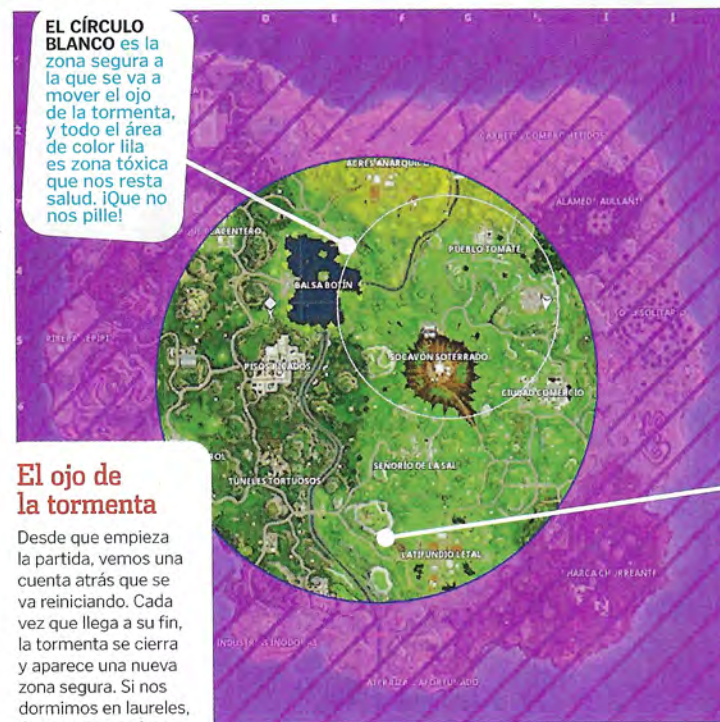 C D E F G I J
EL CÍRCULO
BLANCO es la
zona segura a
la que se va a
mover el ojo
de la tormenta,
y todo el área
de color lila
es zona tóxica
que nos resta
salud. ¡Que no
nos pille!
PUEBLO TOMATE
BALSA BOTÍN
PISOS PICADOS
SOCAVÓN SOTERRADO
CIUDAD COMERCIO
SEÑORÍO DE LA SAL
TÚNELES TORTUOSOS
LATIFUNDIO LETAL
El ojo de
la tormenta
Desde que empieza
la partida, vemos una
cuenta atrás que se
va reiniciando. Cada
vez que llega a su fin,
la tormenta se cierra
y aparece una nueva
zona segura. Si nos
dormimos en laureles,